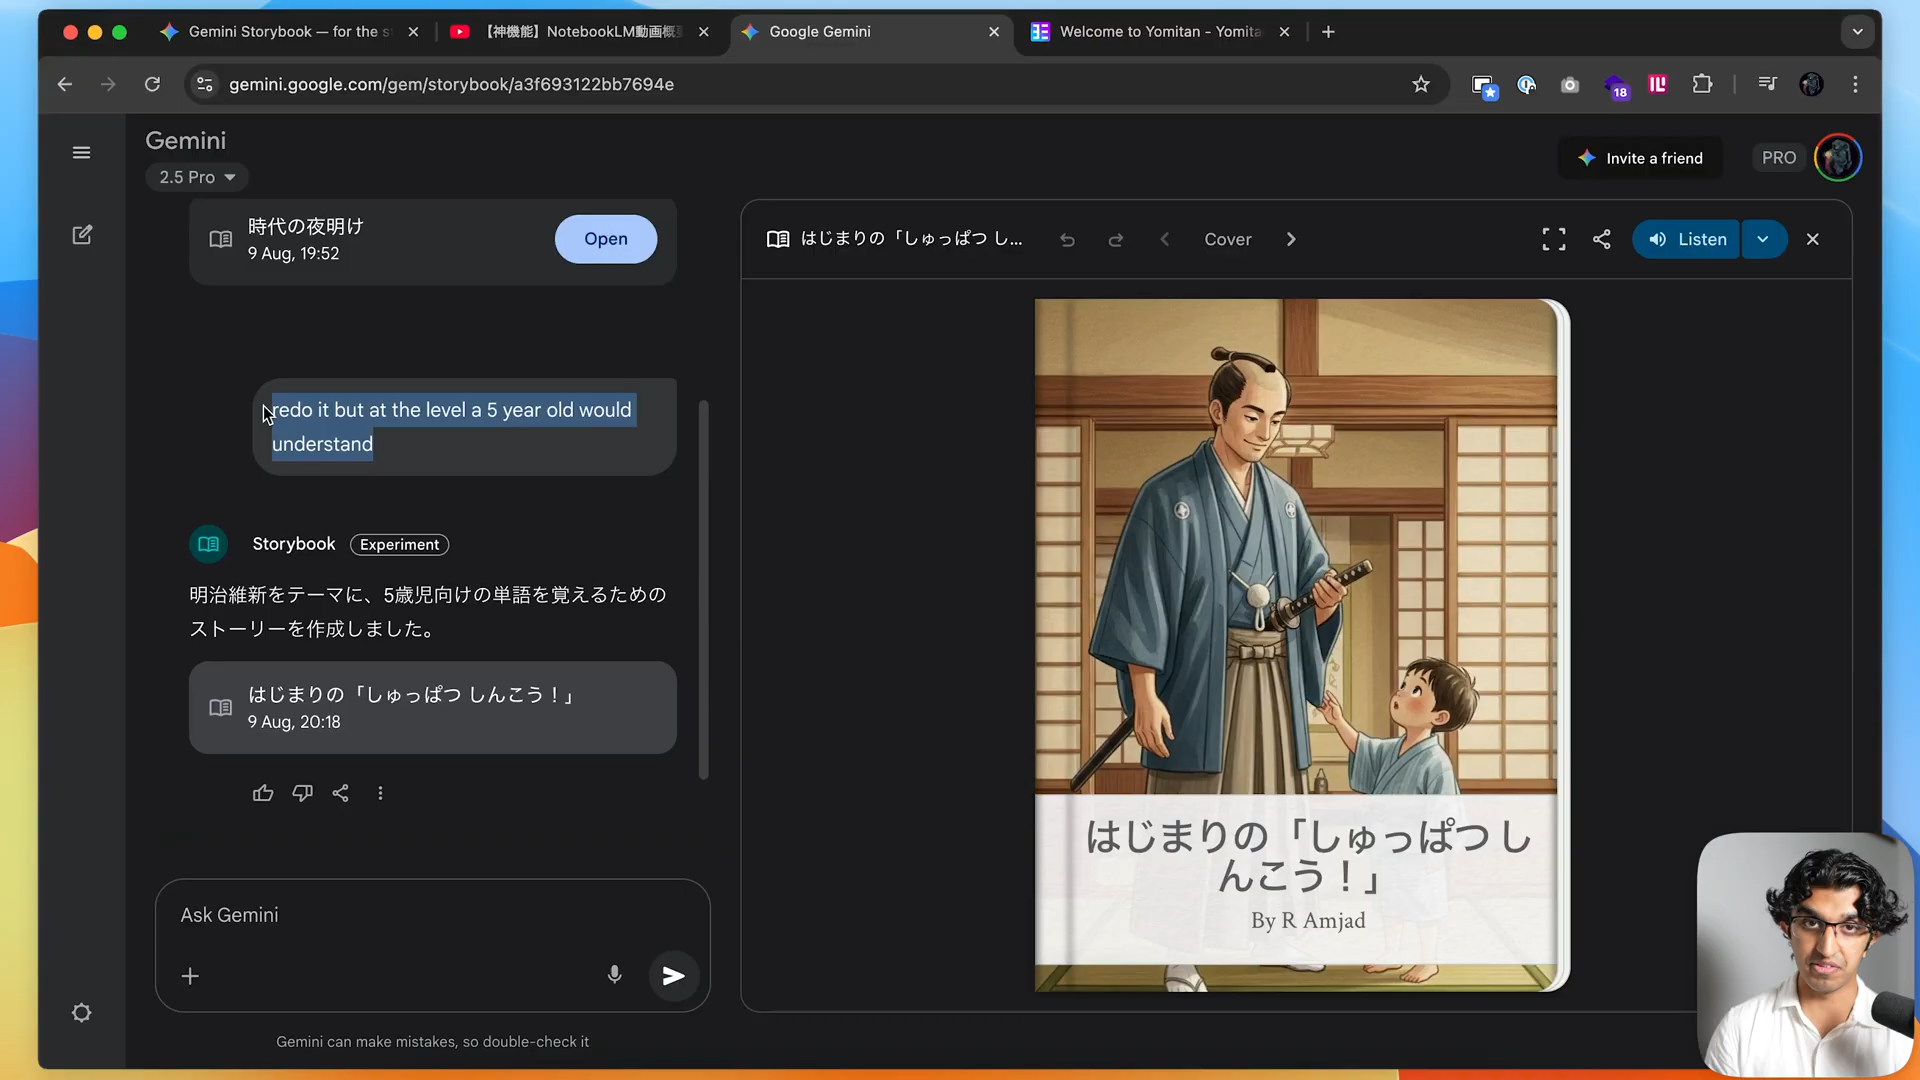 Gemini Storybook — for the s
【神機能】NotebookLM動画概要
Google Gemini
Welcome to Yomitan - Yomita
gemini.google.com/gem/storybook/a3f693122bb7694e
18
Gemini
2.5 Pro
Invite a friend
PRO
時代の夜明け
9 Aug, 19:52
Open
redo it but at the level a 5 year old would
understand
Storybook
Experiment
明治維新をテーマに、5歳児向けの単語を覚えるための
ストーリーを作成しました。
はじまりの「しゅっぱつ しんこう！」
9 Aug, 20:18
Ask Gemini
Gemini can make mistakes, so double-check it
はじまりの「しゅっぱつ し...
Cover
Listen
はじまりの「しゅっぱつ し
んこう！」
By R Amjad